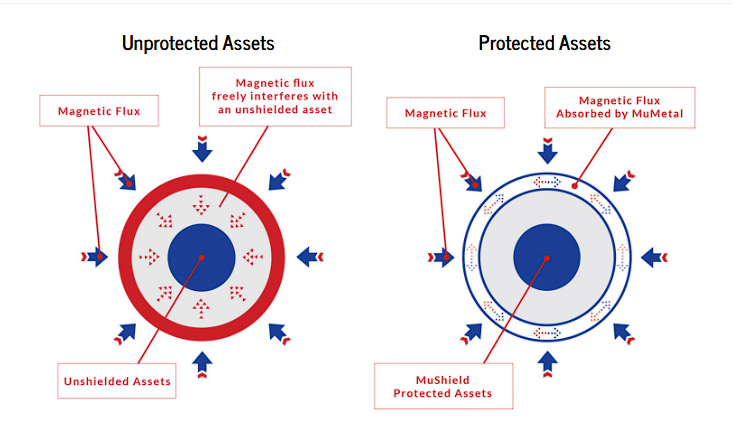 Unprotected Assets
Protected Assets
Magnetic Flux
Magnetic flux
freely interferes with
an unshielded asset
Magnetic Flux
Magnetic Flux
Absorbed by MuMetal
Unshielded Assets
MuShield
Protected Assets